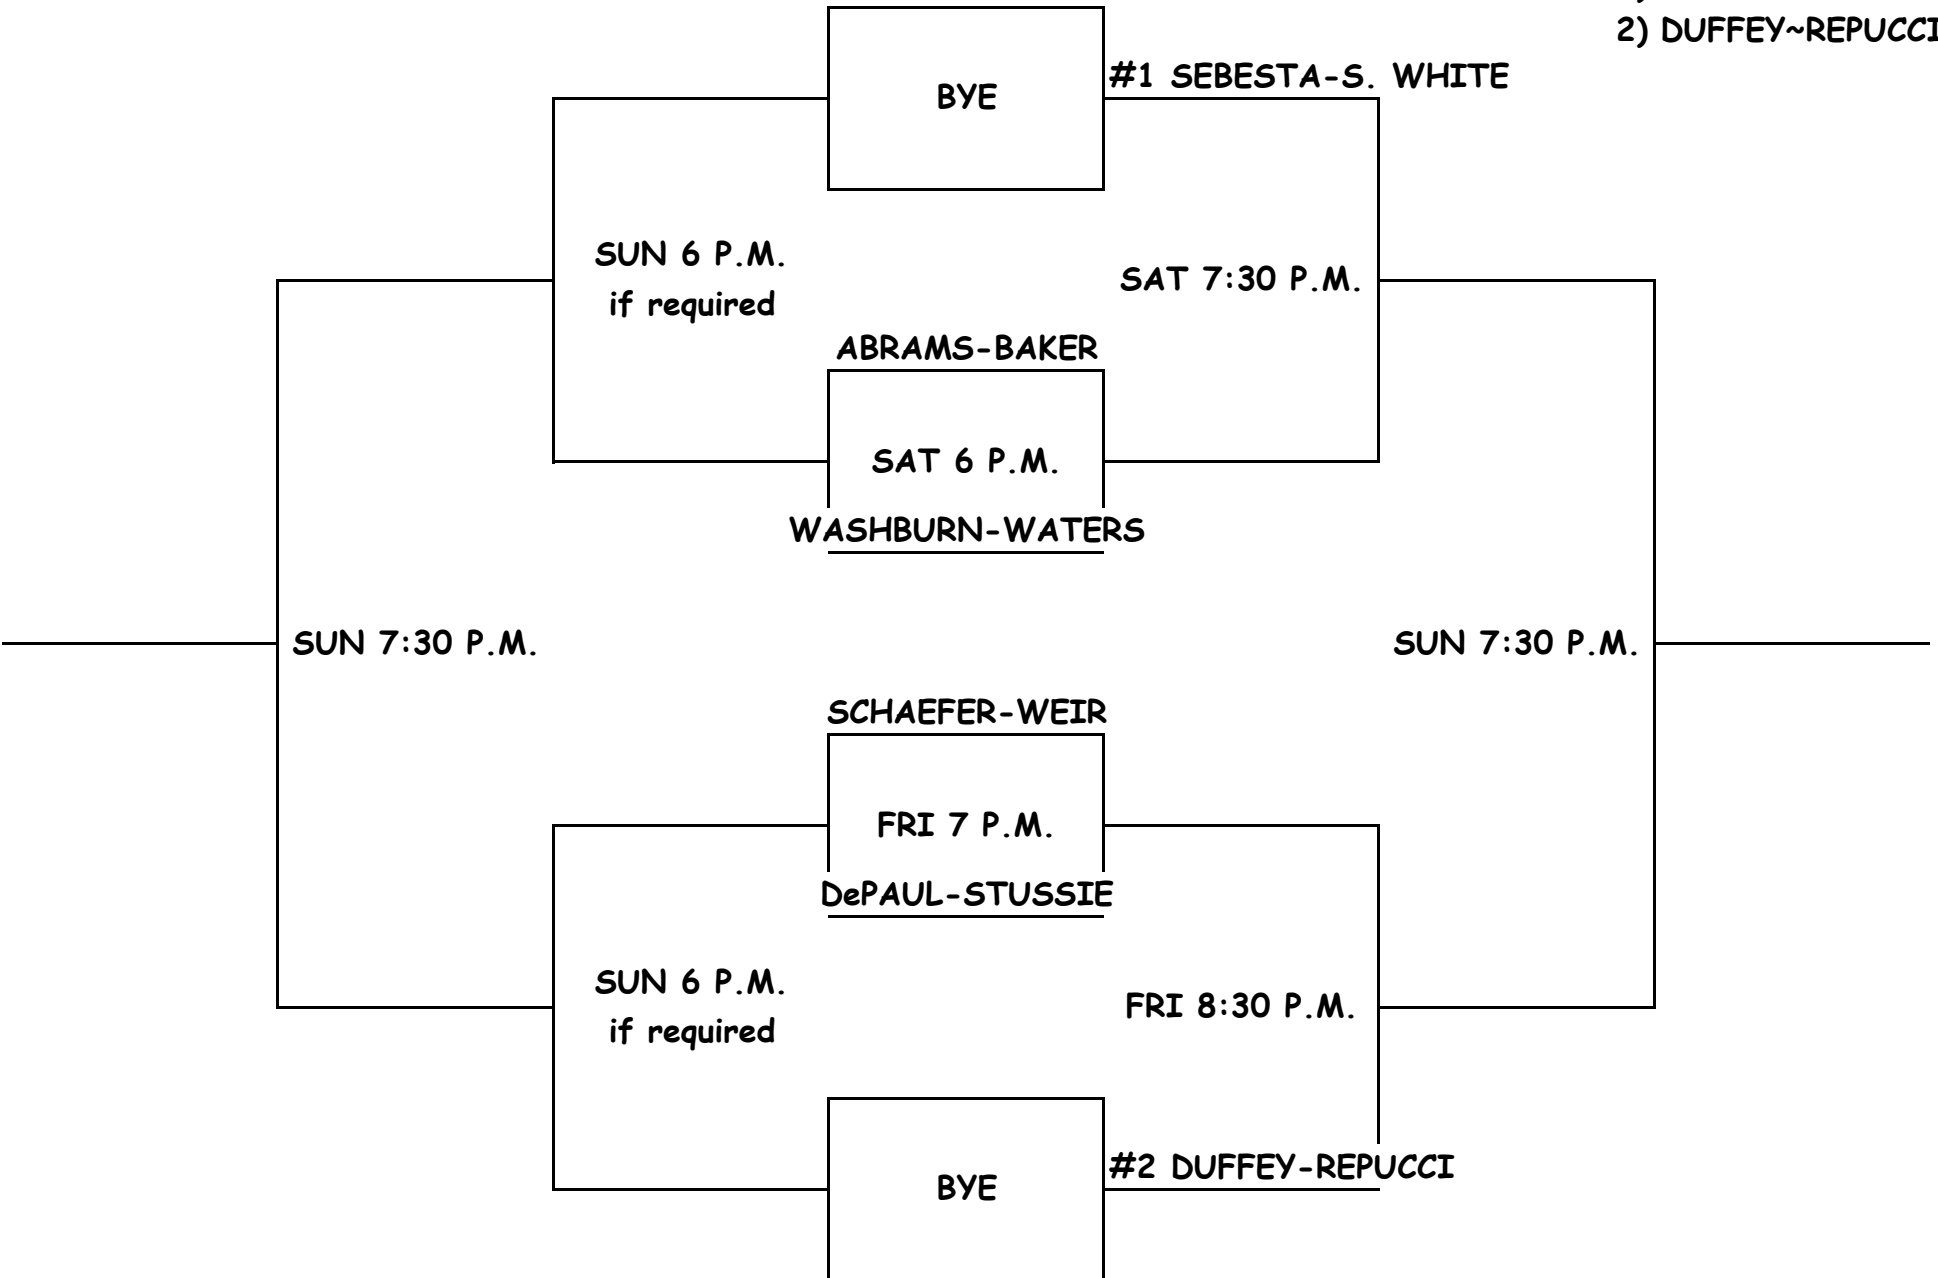 2) DUFFEY~REPUCCI
#1 SEBESTA-S. WHITE
BYE
SUN 6 P.M.
if required
SAT 7:30 P.M.
ABRAMS-BAKER
SAT 6 P.M.
WASHBURN-WATERS
SUN 7:30 P.M.
SUN 7:30 P.M.
SCHAEFER-WEIR
FRI 7 P.M.
DePAUL-STUSSIE
SUN 6 P.M.
if required
FRI 8:30 P.M.
#2 DUFFEY-REPUCCI
BYE